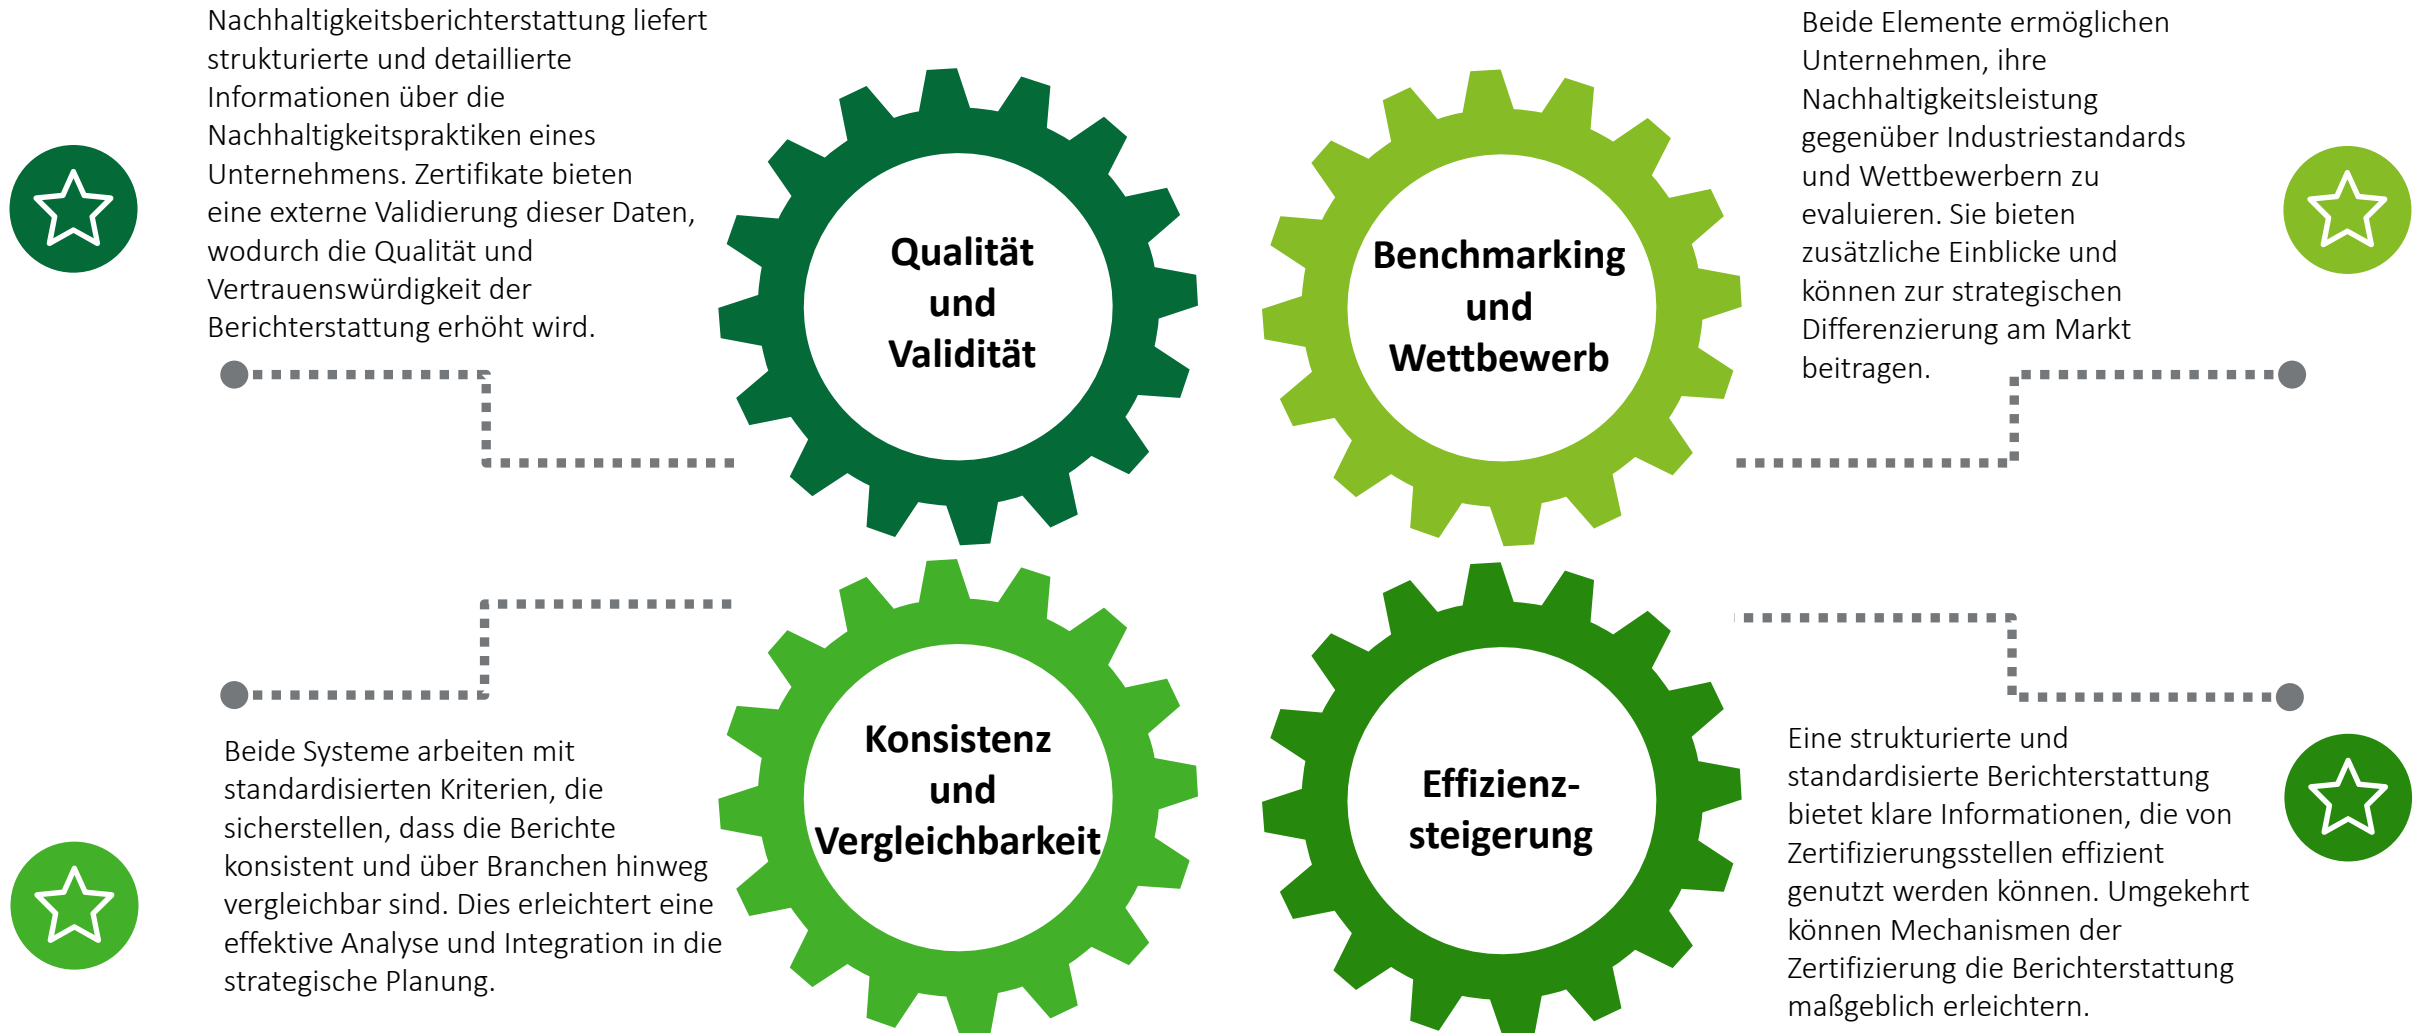 Nachhaltigkeitsberichterstattung liefert
strukturierte und detaillierte
Informationen über die
Nachhaltigkeitspraktiken eines
Unternehmens. Zertifikate bieten
eine externe Validierung dieser Daten,
wodurch die Qualität und
Vertrauenswürdigkeit der
Berichterstattung erhöht wird.
Qualität
und
Validität
Benchmarking
und
Wettbewerb
Beide Elemente ermöglichen
Unternehmen, ihre
Nachhaltigkeitsleistung
gegenüber Industriestandards
und Wettbewerbern zu
evaluieren. Sie bieten
zusätzliche Einblicke und
können zur strategischen
Differenzierung am Markt
beitragen.
Beide Systeme arbeiten mit
standardisierten Kriterien, die
sicherstellen, dass die Berichte
konsistent und über Branchen hinweg
vergleichbar sind. Dies erleichtert eine
effektive Analyse und Integration in die
strategische Planung.
Konsistenz
und
Vergleichbarkeit
Effizienz-
steigerung
Eine strukturierte und
standardisierte Berichterstattung
bietet klare Informationen, die von
Zertifizierungsstellen effizient
genutzt werden können. Umgekehrt
können Mechanismen der
Zertifizierung die Berichterstattung
maßgeblich erleichtern.